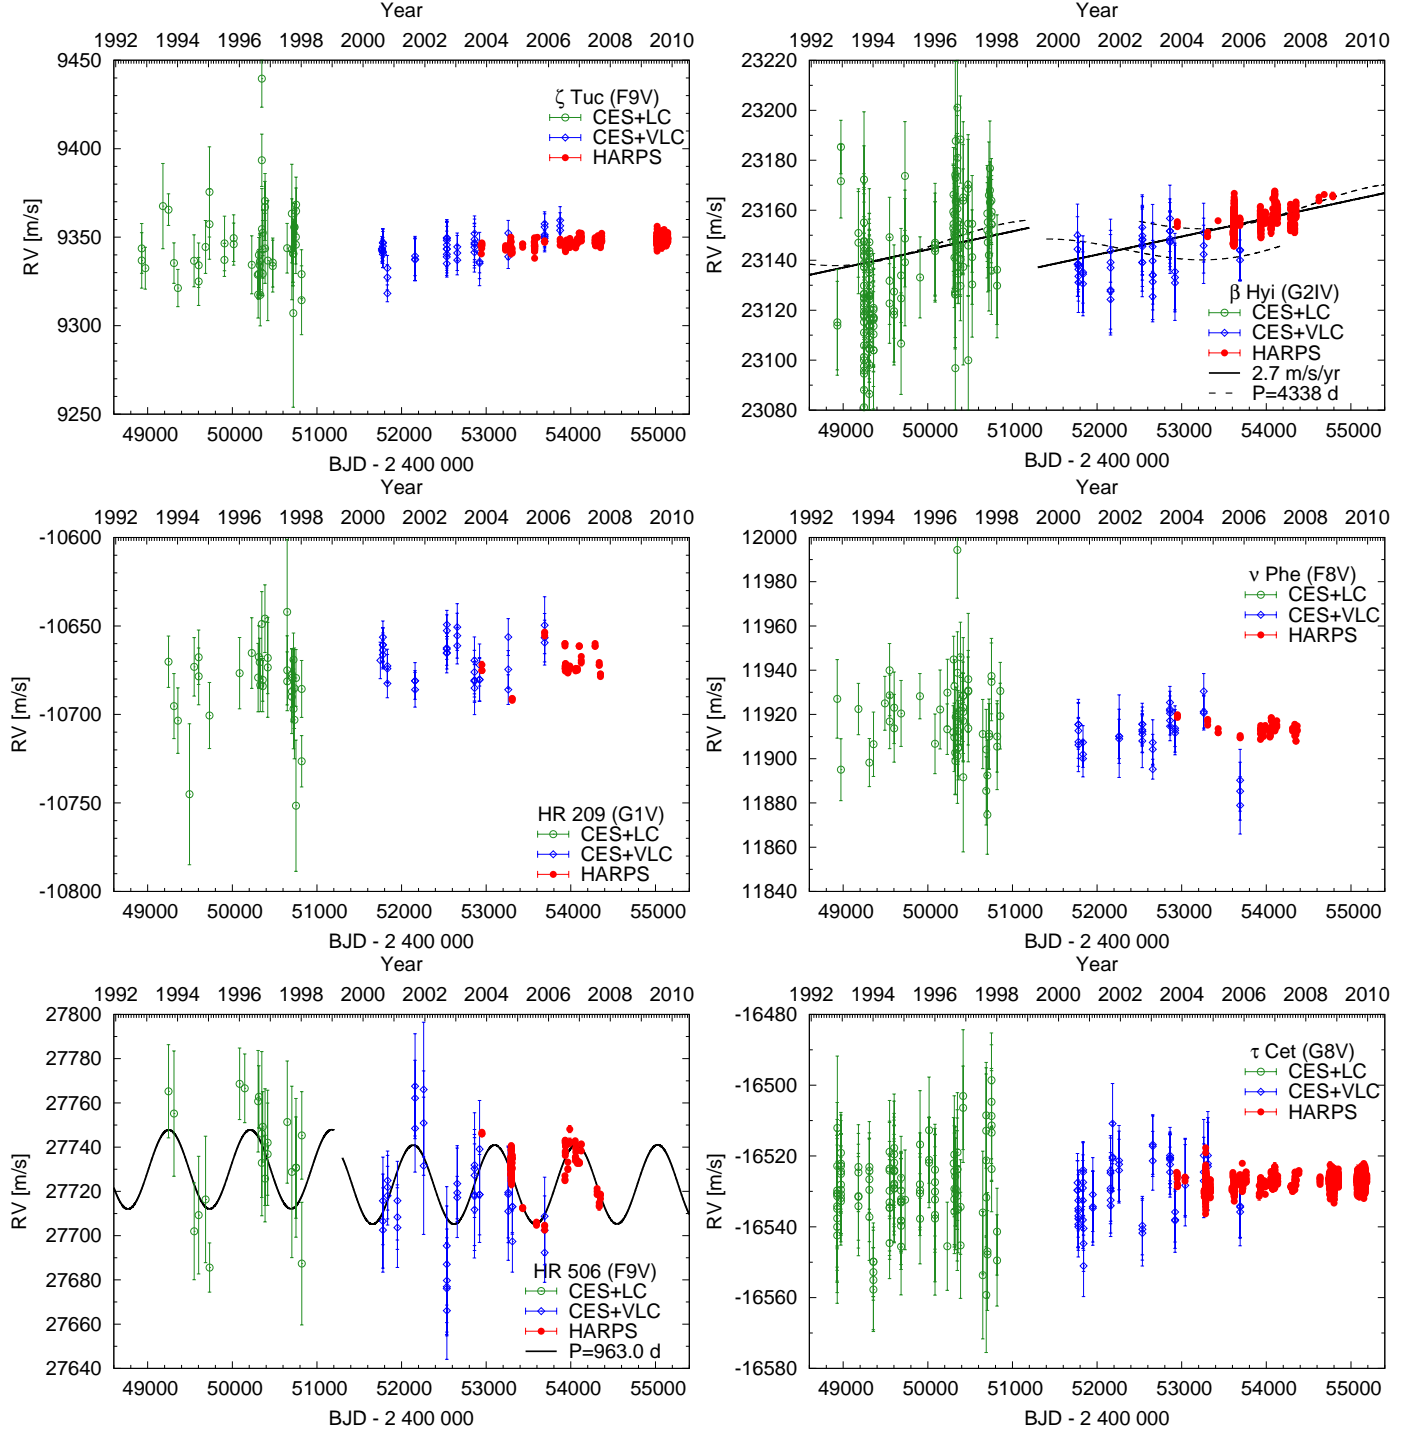 Year
1992 1994 1996 1998 2000 2002 2004 2006 2008 2010
9450
9400
9350
9300
9250
RV [m/s]
ζ Tuc (F9V)
CES+LC
CES+VLC
HARPS
49000 50000 51000 52000 53000 54000 55000
BJD - 2 400 000
Year
1992 1994 1996 1998 2000 2002 2004 2006 2008 2010
23220
23200
23180
23160
23140
23120
23100
23080
RV [m/s]
β Hyi (G2IV)
CES+LC
CES+VLC
HARPS
2.7 m/s/yr
P=4338 d
49000 50000 51000 52000 53000 54000 55000
BJD - 2 400 000
Year
1992 1994 1996 1998 2000 2002 2004 2006 2008 2010
-10600
-10650
-10700
-10750
-10800
RV [m/s]
HR 209 (G1V)
CES+LC
CES+VLC
HARPS
49000 50000 51000 52000 53000 54000 55000
BJD - 2 400 000
Year
1992 1994 1996 1998 2000 2002 2004 2006 2008 2010
12000
11980
11960
11940
11920
11900
11880
11860
11840
RV [m/s]
ν Phe (F8V)
CES+LC
CES+VLC
HARPS
49000 50000 51000 52000 53000 54000 55000
BJD - 2 400 000
Year
1992 1994 1996 1998 2000 2002 2004 2006 2008 2010
27800
27780
27760
27740
27720
27700
27680
27660
27640
RV [m/s]
HR 506 (F9V)
CES+LC
CES+VLC
HARPS
P=963.0 d
49000 50000 51000 52000 53000 54000 55000
BJD - 2 400 000
Year
1992 1994 1996 1998 2000 2002 2004 2006 2008 2010
-16480
-16500
-16520
-16540
-16560
-16580
RV [m/s]
τ Cet (G8V)
CES+LC
CES+VLC
HARPS
49000 50000 51000 52000 53000 54000 55000
BJD - 2 400 000